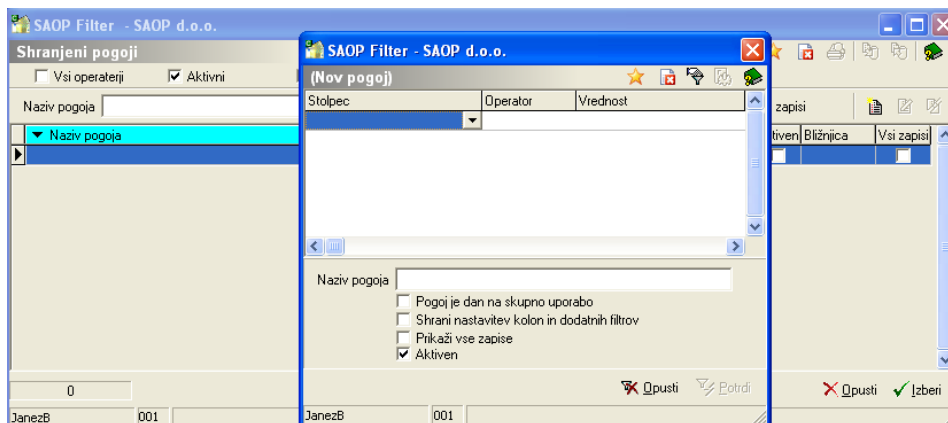 SAOP Filter - SAOP d.o.o.
Shranjeni pogoji
Vsi operaterji Aktivni
Naziv pogoja zapisi
Naziv pogoja tiven Bližnjica Vsi zapisi
0 Opusti Izberi
JanezB 001
SAOP Filter - SAOP d.o.o.
(Nov pogoj)
Stolpec Operator Vrednost
Naziv pogoja
Pogoj je dan na skupno uporabo
Shrani nastavitev kolon in dodatnih filtrov
Prikaži vse zapise
Aktiven
Opusti Potrdi
JanezB 001